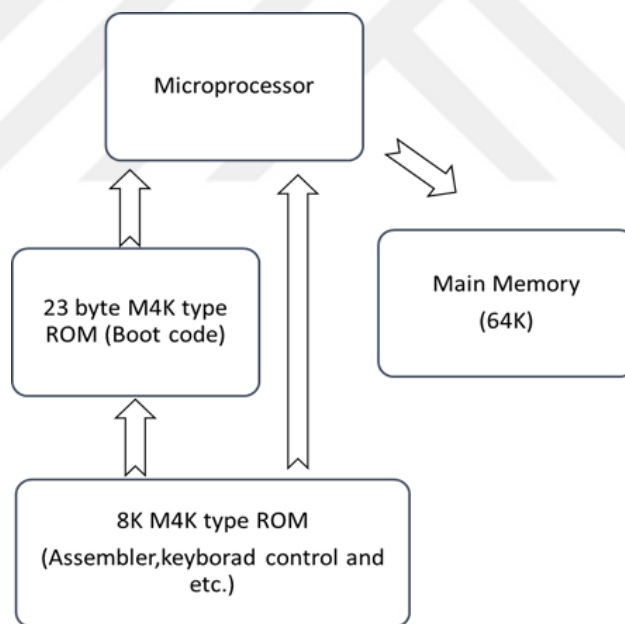 Microprocessor
23 byte M4K type
ROM (Boot code)
Main Memory
(64K)
8K M4K type ROM
(Assembler,keyborad control and
etc.)